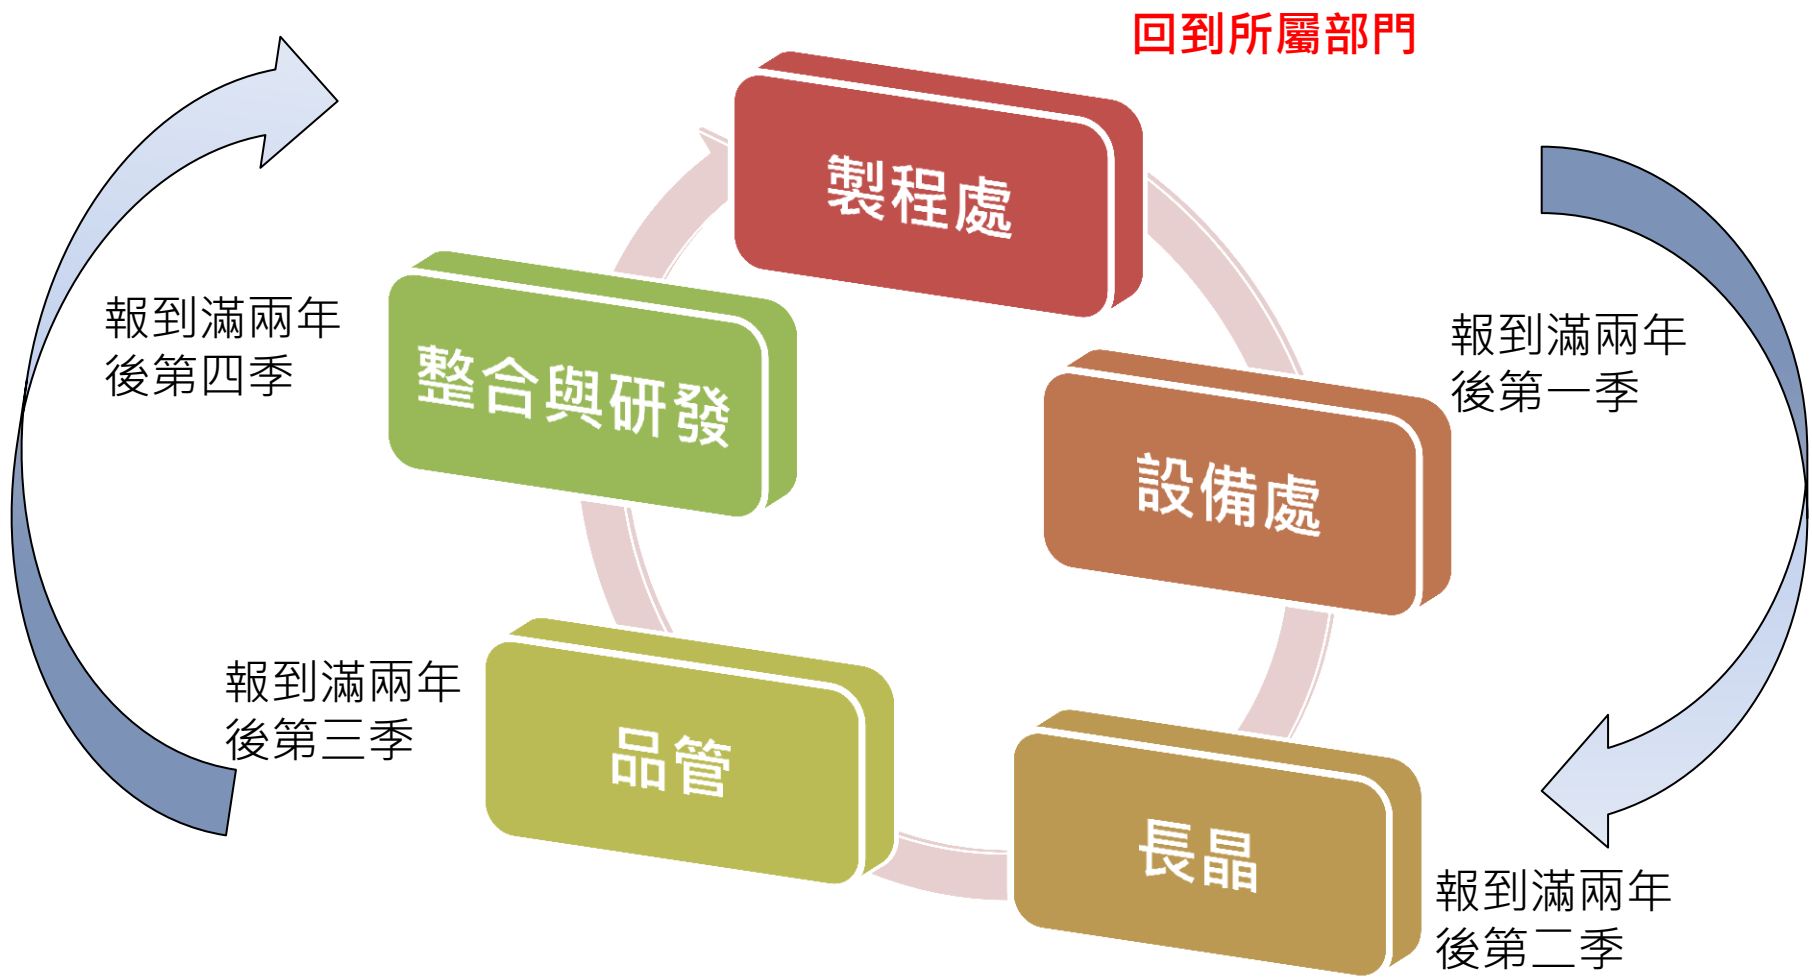 回到所屬部門
製程處
整合與研發
報到滿兩年
後第四季
報到滿兩年
後第一季
設備處
報到滿兩年
後第三季
品管
長晶
報到滿兩年
後第二季